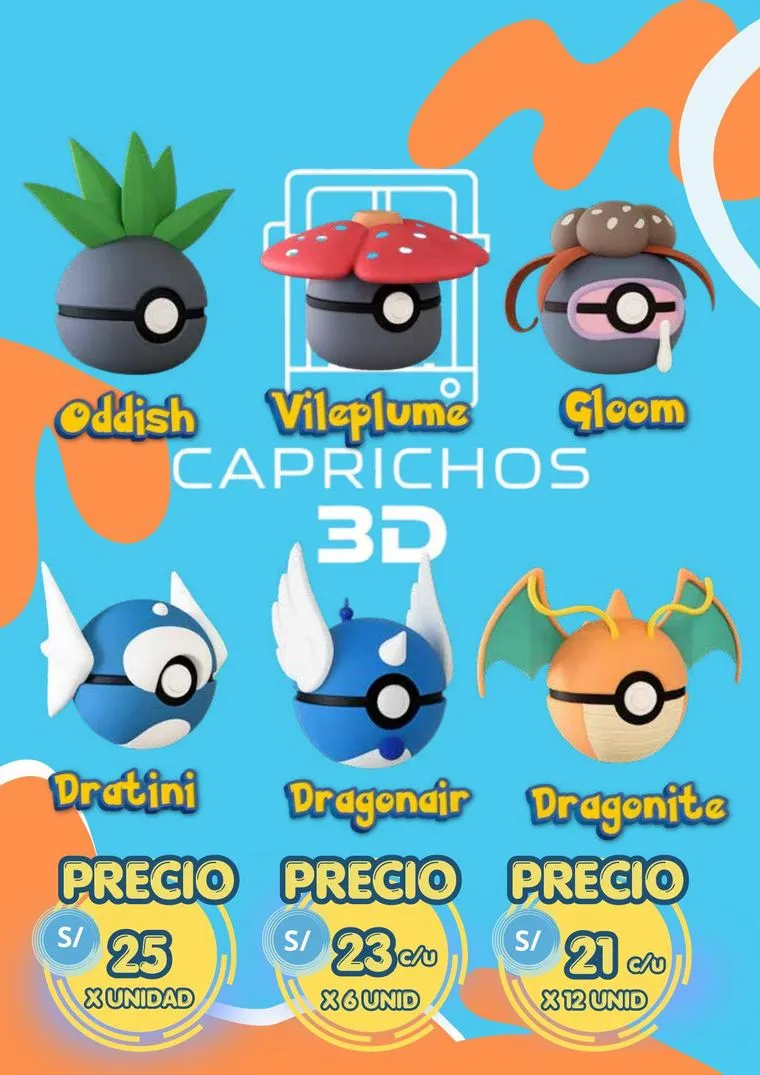 Oddish
Vileplume
Gloom
CAPRICHOS
3D
Dratini
Dragonair
Dragonite
PRECIO
S/ 25
X UNIDAD
PRECIO
S/ 23 c/u
X 6 UNID
PRECIO
S/ 21 c/u
X 12 UNID